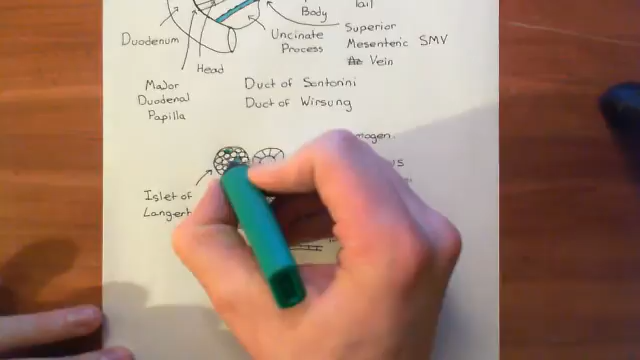 Body
Tail
Duodenum
Uncinate
Process
Superior
Mesenteric SMV
Vein
Head
Major
Duodenal
Papilla
Duct of Santorini
Duct of Wirsung
Islet of